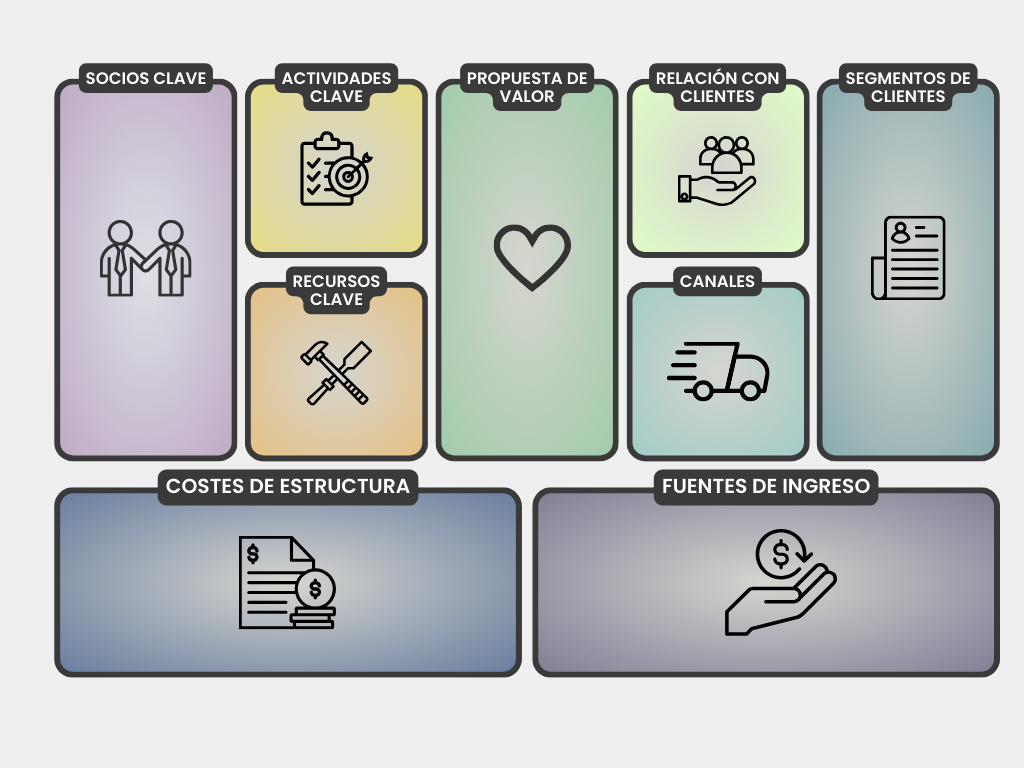 SOCIOS CLAVE
ACTIVIDADES
CLAVE
PROPUESTA DE
VALOR
RELACIÓN CON
CLIENTES
SEGMENTOS DE
CLIENTES
RECURSOS
CLAVE
CANALES
COSTES DE ESTRUCTURA
$
$
FUENTES DE INGRESO
$